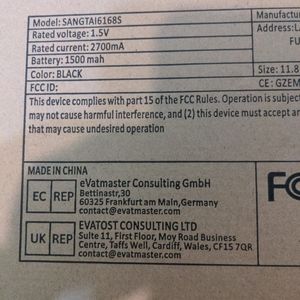 Model: SANGTAI6168S
Manufactur
Rated voltage: 1.5V
Address:
Rated current: 2700mA
FU
Battery: 1500 mah
Color: BLACK
Size: 11.8
FCC ID:
CE: GZEM
This device complies with part 15 of the FCC Rules. Operation is subject
may not cause harmful interference, and (2) this device must accept an
that may cause undesired operation
MADE IN CHINA
EC REP
eVatmaster Consulting GmbH
Bettinastr,30
60325 Frankfurt am Main,Germany
contact@evatmaster.com
UK REP
EVATOST CONSULTING LTD
Suite 11, First Floor, Moy Road Business
Centre, Taffs Well, Cardiff, Wales, CF15 7QR
contact@evatmaster.com
FC